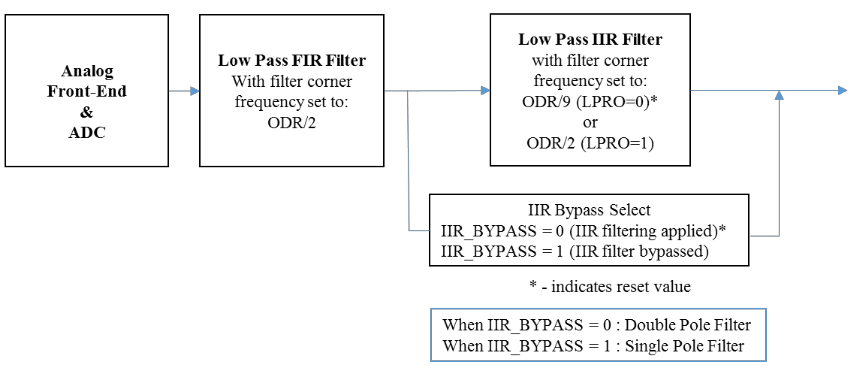 Analog
Front-End
&
ADC
Low Pass FIR Filter
With filter corner
frequency set to:
ODR/2
Low Pass IIR Filter
with filter corner
frequency set to:
ODR/9 (LPRO=0)*
or
ODR/2 (LPRO=1)
IIR Bypass Select
IIR_BYPASS = 0 (IIR filtering applied)*
IIR_BYPASS = 1 (IIR filter bypassed)
* - indicates reset value
When IIR_BYPASS = 0 : Double Pole Filter
When IIR_BYPASS = 1 : Single Pole Filter